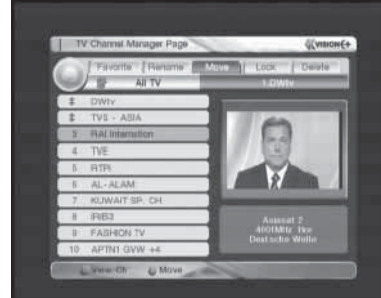 TV Channel Manager Page
VISION(+
Favorite Rename Move Lock Delete
All TV
1 DWtv
DWtv
TV5 - ASIA
3 RAI Internation
4 TVE
5 RTPi
6 AL-ALAM
7 KUWAIT SP. CH
8 IRIB3
9 FASHION TV
10 APTN1 GVW +4
Asiasat 2
4001MHz Hor
Deutsche Welle
View-Ch Move